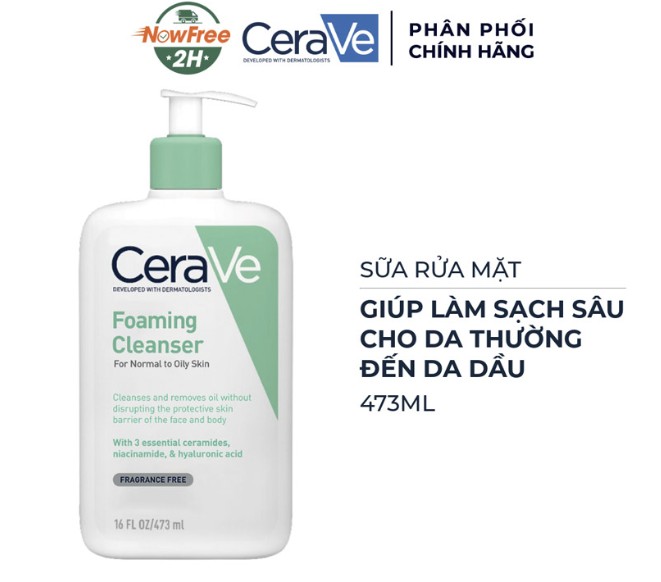 NowFree
2H
CeraVe
DEVELOPED WITH DERMATOLOGISTS
PHÂN PHỐI
CHÍNH HÃNG
CeraVe
DEVELOPED WITH DERMATOLOGISTS
Foaming
Cleanser
For Normal to Oily Skin
Cleanses and removes oil without
disrupting the protective skin
barrier of the face and body
With 3 essential ceramides,
niacinamide, & hyaluronic acid
FRAGRANCE FREE
16 FL OZ/473 ml
SỮA RỬA MẶT
GIÚP LÀM SẠCH SÂU
CHO DA THƯỜNG
ĐẾN DA DẦU
473ML